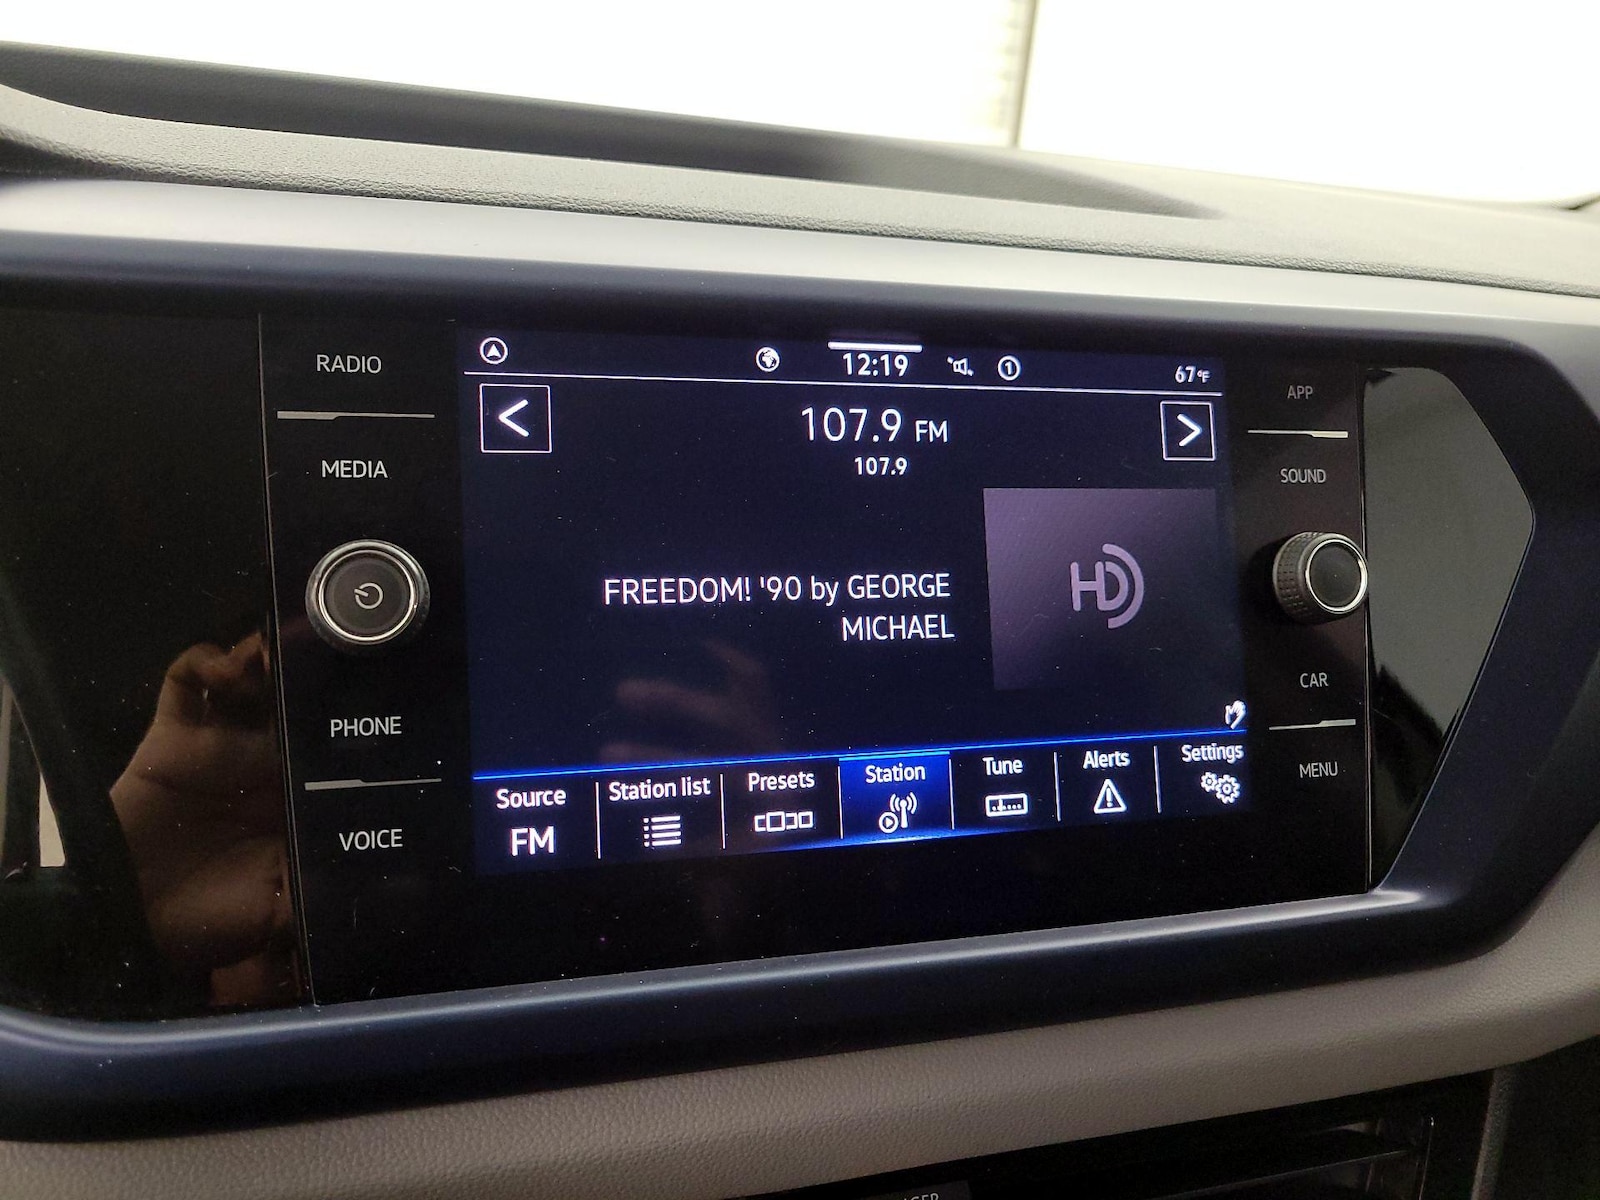 RADIO
MEDIA
PHONE
VOICE
12:19
1
67°F
<
107.9 FM
>
107.9
FREEDOM! '90 by GEORGE
MICHAEL
HD
Source
FM
Station list
Presets
Station
Tune
Alerts
Settings
APP
SOUND
CAR
MENU